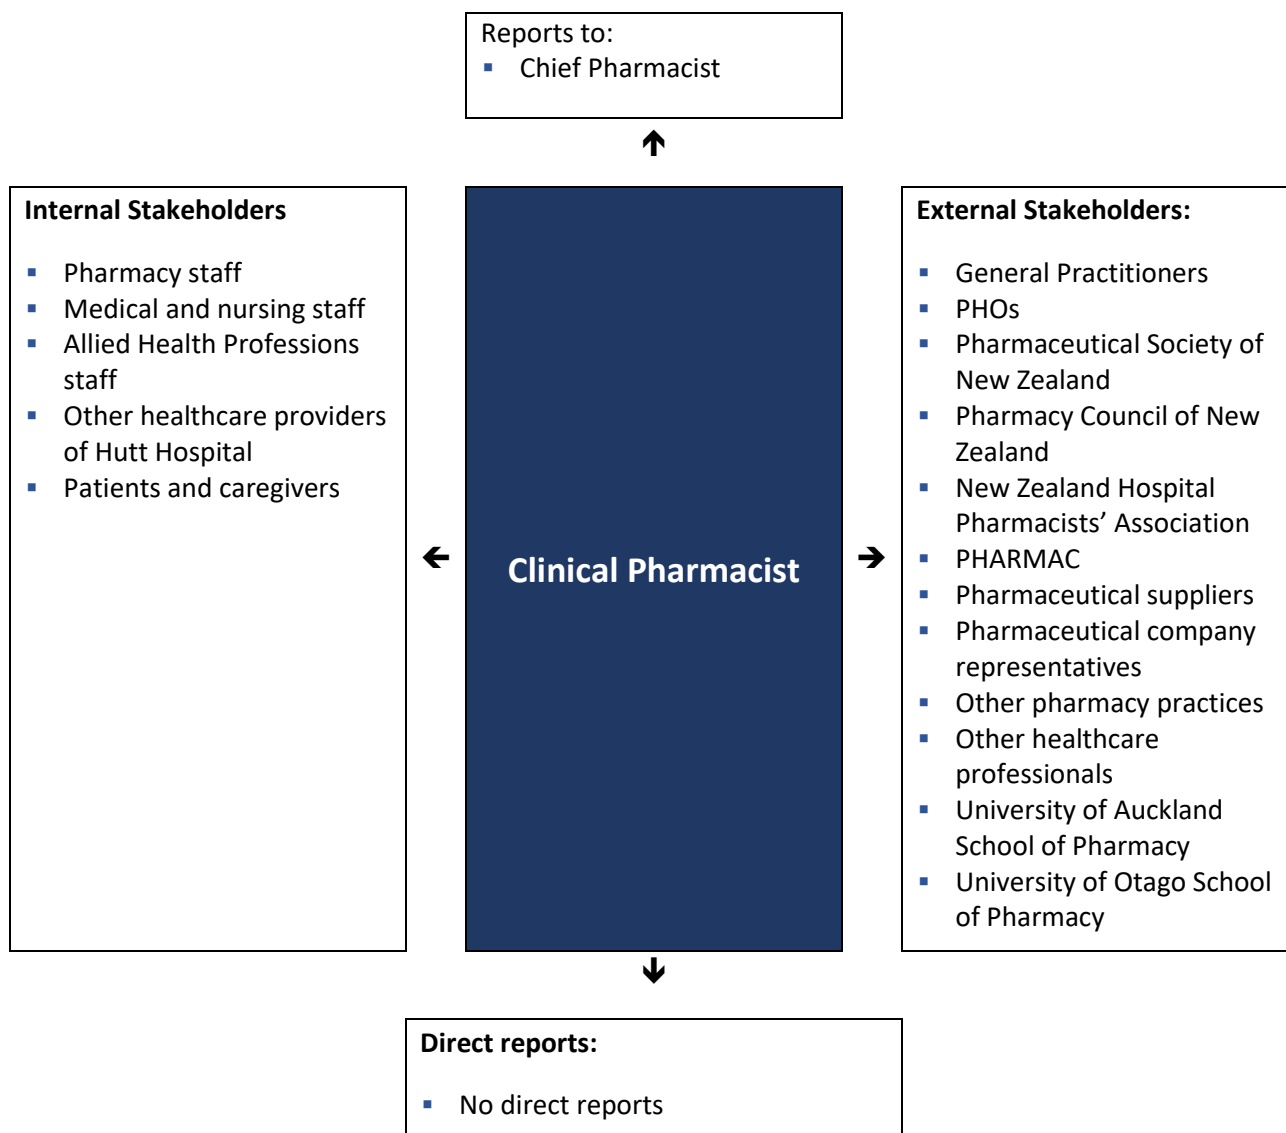 Reports to:
▪ Chief Pharmacist
↑
Internal Stakeholders
▪ Pharmacy staff
▪ Medical and nursing staff
▪ Allied Health Professions
staff
▪ Other healthcare providers
of Hutt Hospital
▪ Patients and caregivers
←
Clinical Pharmacist
→
External Stakeholders:
▪ General Practitioners
▪ PHOs
▪ Pharmaceutical Society of
New Zealand
▪ Pharmacy Council of New
Zealand
▪ New Zealand Hospital
Pharmacists’ Association
▪ PHARMAC
▪ Pharmaceutical suppliers
▪ Pharmaceutical company
representatives
▪ Other pharmacy practices
▪ Other healthcare
professionals
▪ University of Auckland
School of Pharmacy
▪ University of Otago School
of Pharmacy
↓
Direct reports:
▪ No direct reports